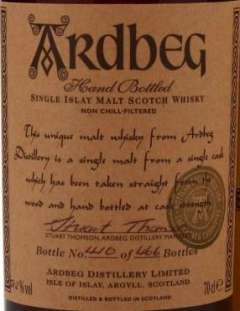 ARDBEG
Hand Bottled
SINGLE ISLAY MALT SCOTCH WHISKY
NON CHILL-FILTERED
This unique malt whisky from Ardbeg
Distillery is a single malt from a single cask
which has been taken straight from the
wood and hand bottled at cask strength.
Stuart Thomson
STUART THOMSON, ARDBEG DISTILLERY MANAGER
Bottle No. 410 of 466 Bottles
ARDBEG DISTILLERY LIMITED
ISLE OF ISLAY, ARGYLL, SCOTLAND
%vol 70cl ℮
DISTILLED & BOTTLED IN SCOTLAND